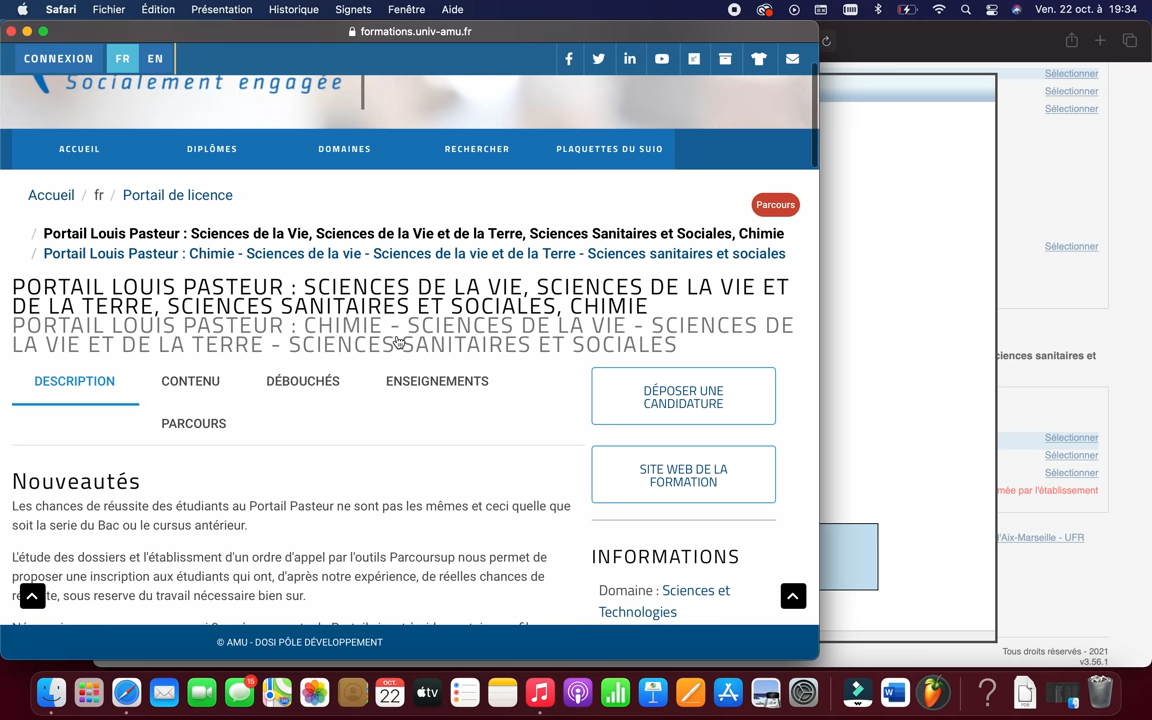 Safari Fichier Édition Présentation Historique Signets Fenêtre Aide Ven. 22 oct. à 19:34
formations.univ-amu.fr
CONNEXION FR EN
Socialement engagée
ACCUEIL DIPLÔMES DOMAINES RECHERCHER PLAQUETTES DU SUIO
Accueil / fr / Portail de licence
Parcours
/ Portail Louis Pasteur : Sciences de la Vie, Sciences de la Vie et de la Terre, Sciences Sanitaires et Sociales, Chimie
/ Portail Louis Pasteur : Chimie - Sciences de la vie - Sciences de la vie et de la Terre - Sciences sanitaires et sociales
PORTAIL LOUIS PASTEUR : SCIENCES DE LA VIE, SCIENCES DE LA VIE ET
DE LA TERRE, SCIENCES SANITAIRES ET SOCIALES, CHIMIE
PORTAIL LOUIS PASTEUR : CHIMIE - SCIENCES DE LA VIE - SCIENCES DE
LA VIE ET DE LA TERRE - SCIENCES SANITAIRES ET SOCIALES
DESCRIPTION CONTENU DÉBOUCHÉS ENSEIGNEMENTS
PARCOURS
DÉPOSER UNE
CANDIDATURE
SITE WEB DE LA
FORMATION
Nouveautés
Les chances de réussite des étudiants au Portail Pasteur ne sont pas les mêmes et ceci quelle que
soit la serie du Bac ou le cursus antérieur.
L'étude des dossiers et l'établissment d'un ordre d'appel par l'outils Parcoursup nous permet de
proposer une inscription aux étudiants qui ont, d'après notre expérience, de réelles chances de
te, sous reserve du travail nécessaire bien sur.
INFORMATIONS
Domaine : Sciences et
Technologies
© AMU - DOSI PÔLE DÉVELOPPEMENT
Sélectionner
Sélectionner
Sélectionner
Sélectionner
ciences sanitaires et
Sélectionner
Sélectionner
Sélectionner
mée par l'établissement
l'Aix-Marseille - UFR
Tous droits réservés - 2021
v3.56.1
15
OCT.
22
tv